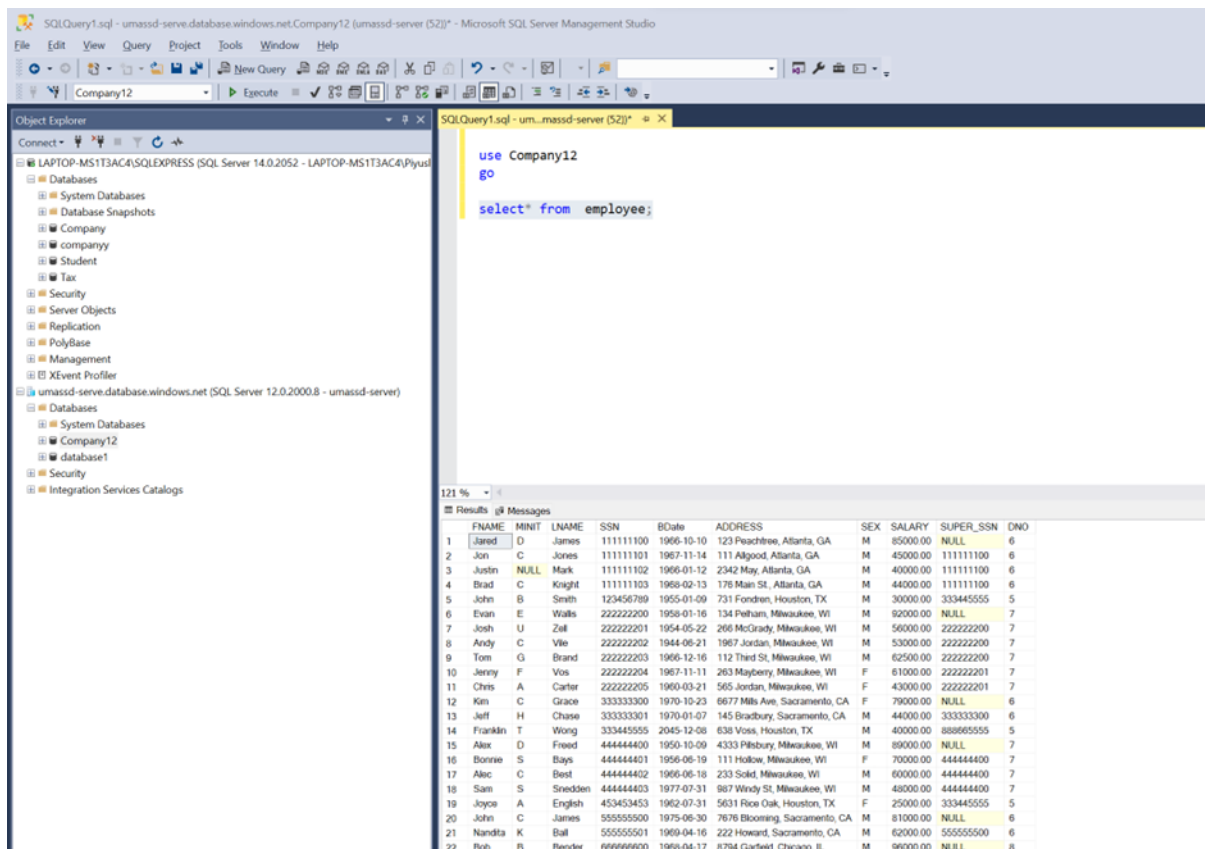 SQLQuery1.sql - umassd-serve.database.windows.net.Company12 (umassd-server (52))* - Microsoft SQL Server Management Studio
File Edit View Query Project Tools Window Help
New Query
Company12 Execute
Object Explorer
Connect
LAPTOP-MS1T3AC4\SQLEXPRESS (SQL Server 14.0.2052 - LAPTOP-MS1T3AC4\Piyusl
Databases
System Databases
Database Snapshots
Company
companyy
Student
Tax
Security
Server Objects
Replication
PolyBase
Management
XEvent Profiler
umassd-serve.database.windows.net (SQL Server 12.0.2000.8 - umassd-server)
Databases
System Databases
Company12
database1
Security
Integration Services Catalogs
SQLQuery1.sql - um...massd-server (52))*
use Company12
go
select* from employee;
121 %
Results Messages
FNAME MINIT LNAME SSN BDate ADDRESS SEX SALARY SUPER_SSN DNO
1 Jared D James 111111100 1966-10-10 123 Peachtree, Atlanta, GA M 85000.00 NULL 6
2 Jon C Jones 111111101 1967-11-14 111 Allgood, Atlanta, GA M 45000.00 111111100 6
3 Justin NULL Mark 111111102 1966-01-12 2342 May, Atlanta, GA M 40000.00 111111100 6
4 Brad C Knight 111111103 1968-02-13 176 Main St., Atlanta, GA M 44000.00 111111100 6
5 John B Smith 123456789 1955-01-09 731 Fondren, Houston, TX M 30000.00 333445555 5
6 Evan E Wallis 222222200 1958-01-16 134 Pelham, Milwaukee, WI M 92000.00 NULL 7
7 Josh U Zell 222222201 1954-05-22 266 McGrady, Milwaukee, WI M 56000.00 222222200 7
8 Andy C Vile 222222202 1944-06-21 1967 Jordan, Milwaukee, WI M 53000.00 222222200 7
9 Tom G Brand 222222203 1966-12-16 112 Third St, Milwaukee, WI M 62500.00 222222200 7
10 Jenny F Vos 222222204 1967-11-11 263 Mayberry, Milwaukee, WI F 61000.00 222222201 7
11 Chris A Carter 222222205 1960-03-21 565 Jordan, Milwaukee, WI F 43000.00 222222201 7
12 Kim C Grace 333333300 1970-10-23 6677 Mills Ave, Sacramento, CA F 79000.00 NULL 6
13 Jeff H Chase 333333301 1970-01-07 145 Bradbury, Sacramento, CA M 44000.00 333333300 6
14 Franklin T Wong 333445555 2045-12-08 638 Voss, Houston, TX M 40000.00 888665555 5
15 Alex D Freed 444444400 1950-10-09 4333 Pillsbury, Milwaukee, WI M 89000.00 NULL 7
16 Bonnie S Bays 444444401 1956-06-19 111 Hollow, Milwaukee, WI F 70000.00 444444400 7
17 Alec C Best 444444402 1966-06-18 233 Solid, Milwaukee, WI M 60000.00 444444400 7
18 Sam S Snedden 444444403 1977-07-31 987 Windy St, Milwaukee, WI M 48000.00 444444400 7
19 Joyce A English 453453453 1962-07-31 5631 Rice Oak, Houston, TX F 25000.00 333445555 5
20 John C James 555555500 1975-06-30 7676 Blooming, Sacramento, CA M 81000.00 NULL 6
21 Nandita K Ball 555555501 1969-04-16 222 Howard, Sacramento, CA M 62000.00 555555500 6
22 Bob B Bender 666666600 1968-04-17 8794 Garfield, Chicago, IL M 96000.00 NULL 8